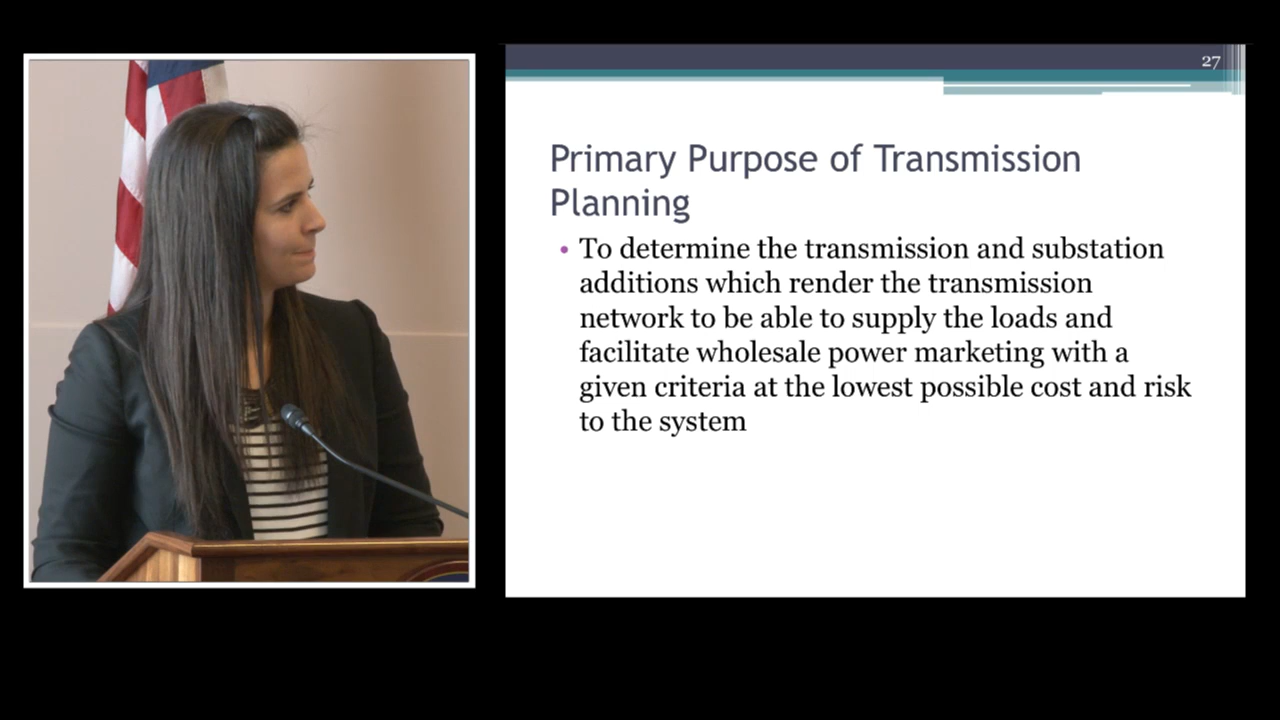 27
Primary Purpose of Transmission
Planning
• To determine the transmission and substation
additions which render the transmission
network to be able to supply the loads and
facilitate wholesale power marketing with a
given criteria at the lowest possible cost and risk
to the system